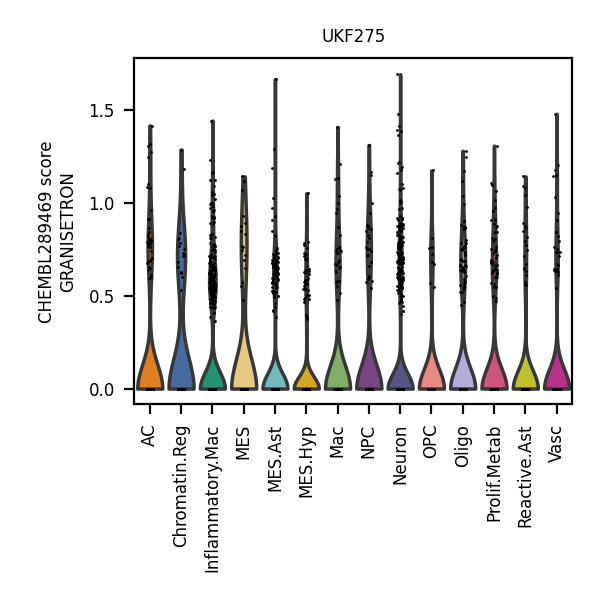 UKF275
CHEMBL289469 score
GRANISETRON
1.5
1.0
0.5
0.0
AC
Chromatin.Reg
Inflammatory.Mac
MES
MES.Ast
MES.Hyp
Mac
NPC
Neuron
OPC
Oligo
Prolif.Metab
Reactive.Ast
Vasc